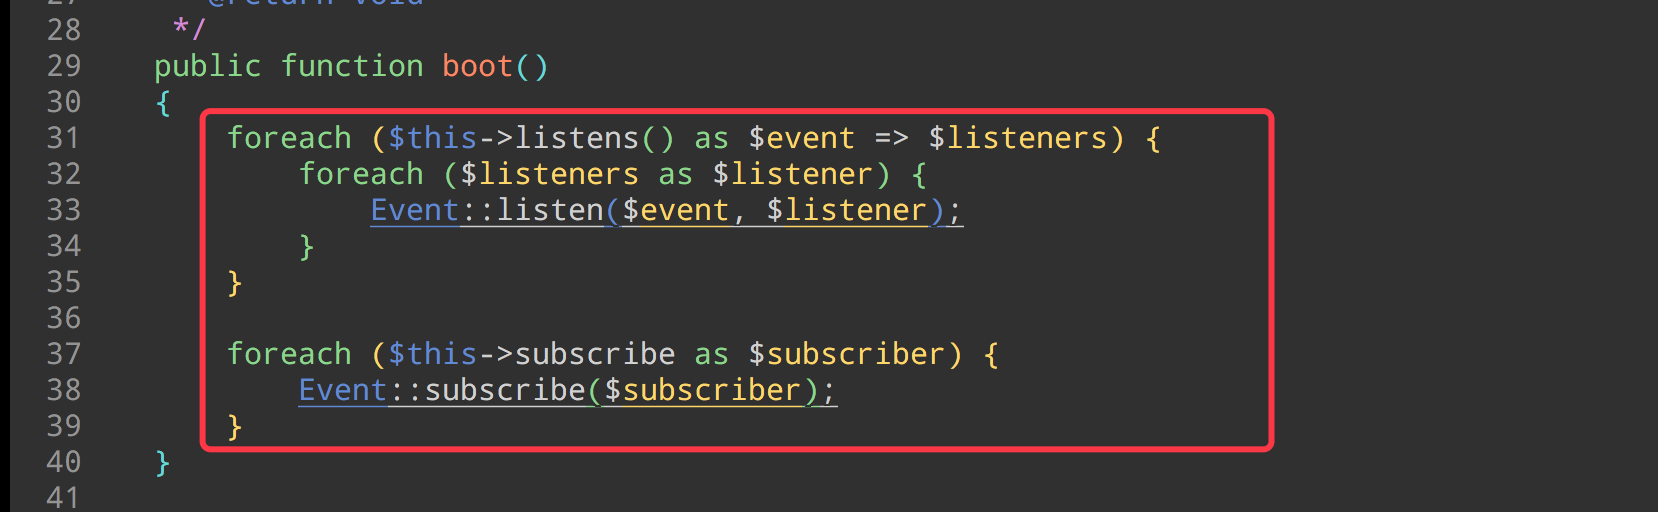 27 @return void
28 */
29 public function boot()
30 {
31 foreach ($this->listens() as $event => $listeners) {
32 foreach ($listeners as $listener) {
33 Event::listen($event, $listener);
34 }
35 }
36
37 foreach ($this->subscribe as $subscriber) {
38 Event::subscribe($subscriber);
39 }
40 }
41